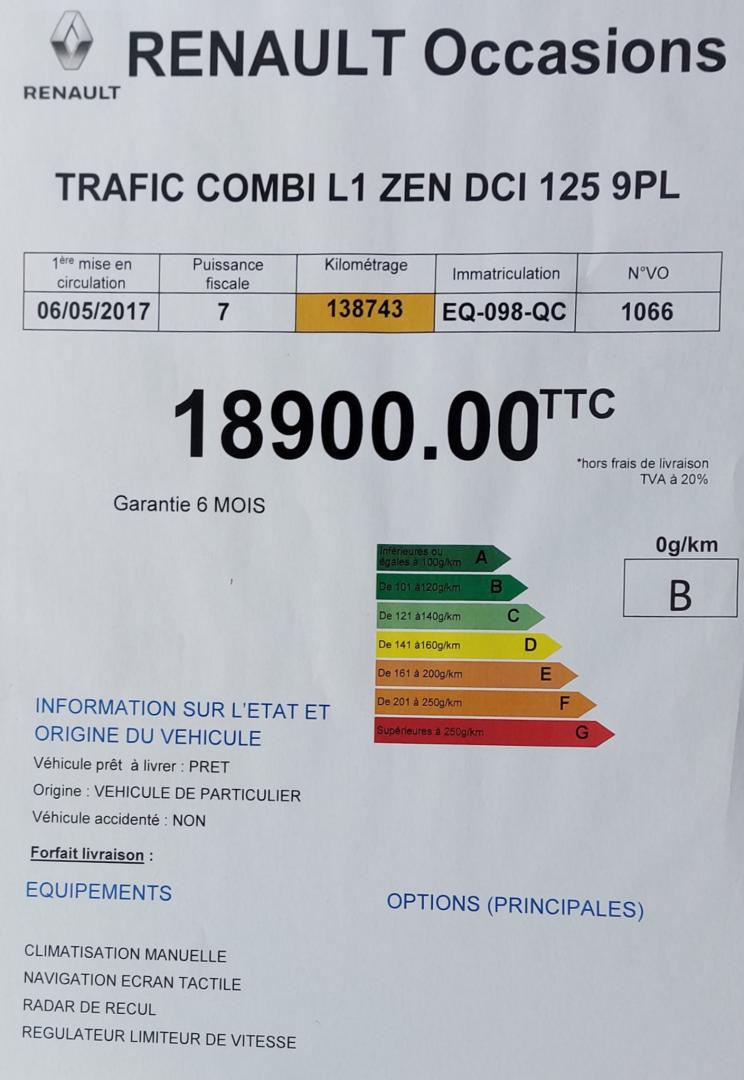 RENAULT
RENAULT Occasions
TRAFIC COMBI L1 ZEN DCI 125 9PL
1ère mise en circulation Puissance fiscale Kilométrage Immatriculation N°VO
06/05/2017 7 138743 EQ-098-QC 1066
18900.00TTC
*hors frais de livraison
TVA à 20%
Garantie 6 MOIS
0g/km
B
Inférieures ou
égales à 100g/km A
De 101 à120g/km B
De 121 à140g/km C
De 141 à160g/km D
De 161 à 200g/km E
De 201 à 250g/km F
Supérieures à 250g/km G
INFORMATION SUR L'ETAT ET
ORIGINE DU VEHICULE
Véhicule prêt à livrer : PRET
Origine : VEHICULE DE PARTICULIER
Véhicule accidenté : NON
Forfait livraison :
EQUIPEMENTS
OPTIONS (PRINCIPALES)
CLIMATISATION MANUELLE
NAVIGATION ECRAN TACTILE
RADAR DE RECUL
REGULATEUR LIMITEUR DE VITESSE